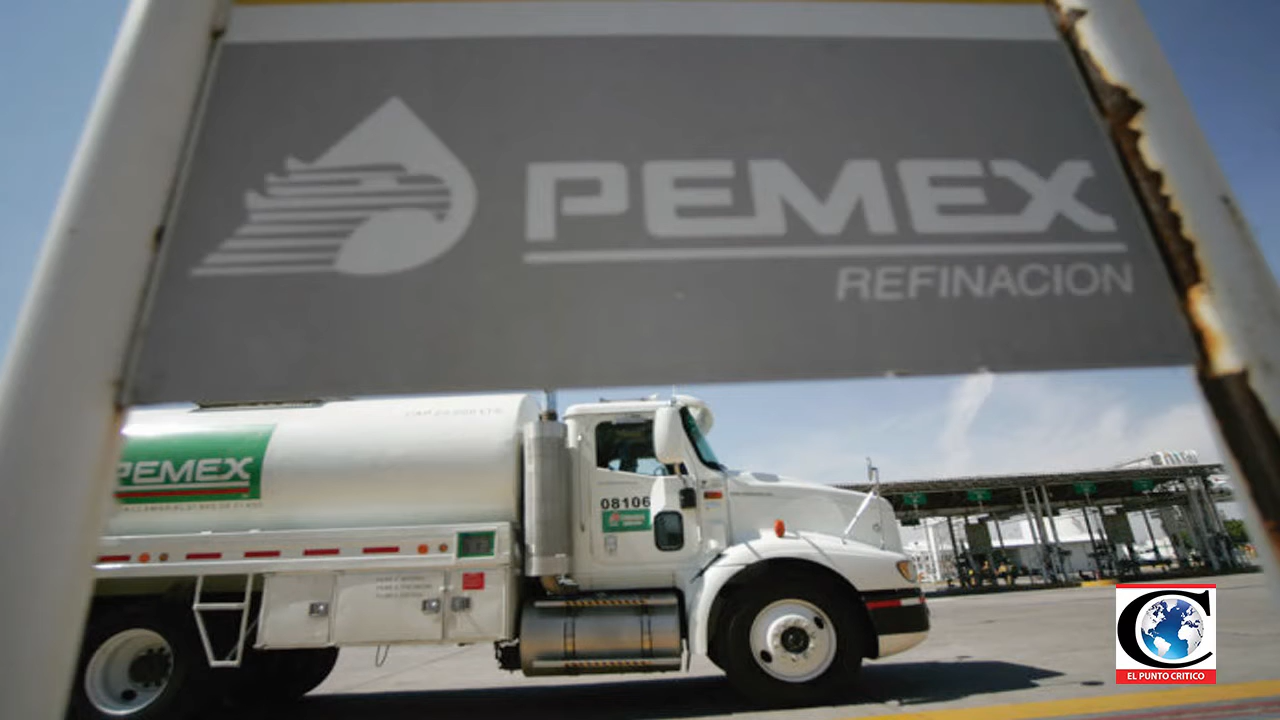 PEMEX
REFINACION
PEMEX
08106
EL PUNTO CRITICO